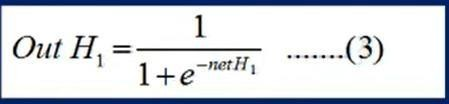 Out H₁ = 1 / (1 + e^(-netH₁)) .......(3)